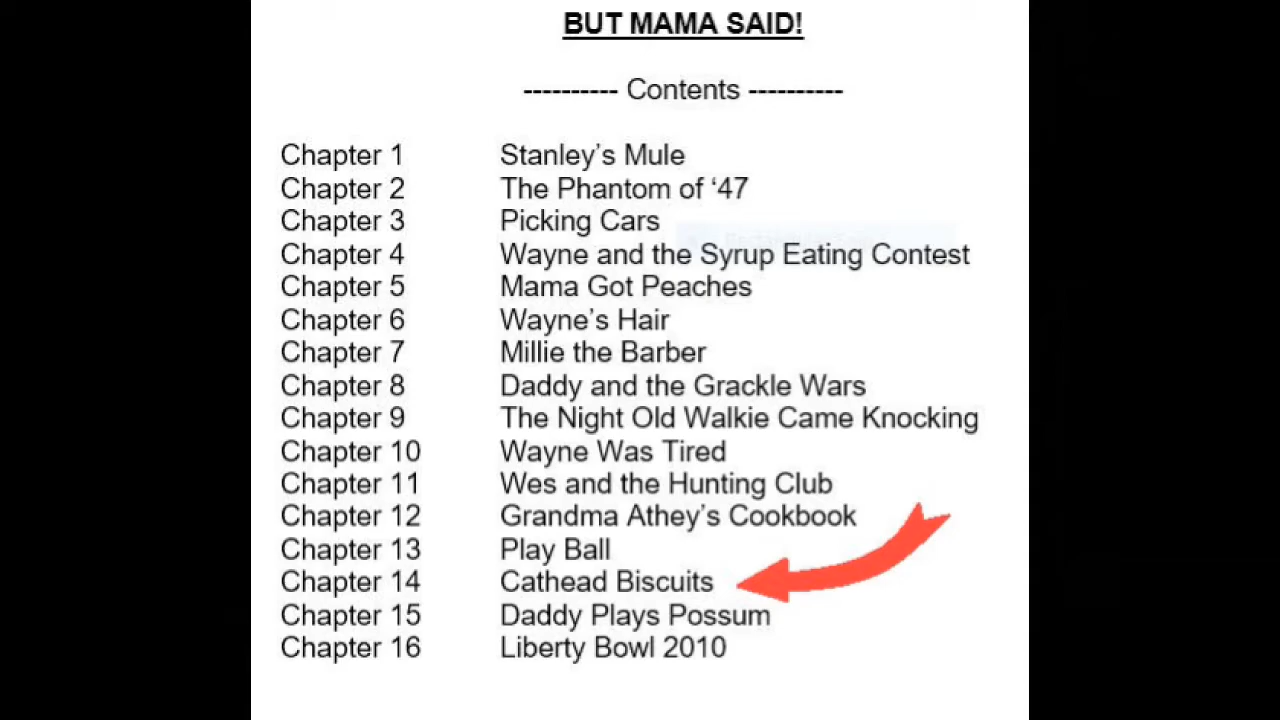 BUT MAMA SAID!
---------- Contents ----------
Chapter 1 Stanley’s Mule
Chapter 2 The Phantom of ‘47
Chapter 3 Picking Cars
Chapter 4 Wayne and the Syrup Eating Contest
Chapter 5 Mama Got Peaches
Chapter 6 Wayne’s Hair
Chapter 7 Millie the Barber
Chapter 8 Daddy and the Grackle Wars
Chapter 9 The Night Old Walkie Came Knocking
Chapter 10 Wayne Was Tired
Chapter 11 Wes and the Hunting Club
Chapter 12 Grandma Athey’s Cookbook
Chapter 13 Play Ball
Chapter 14 Cathead Biscuits
Chapter 15 Daddy Plays Possum
Chapter 16 Liberty Bowl 2010